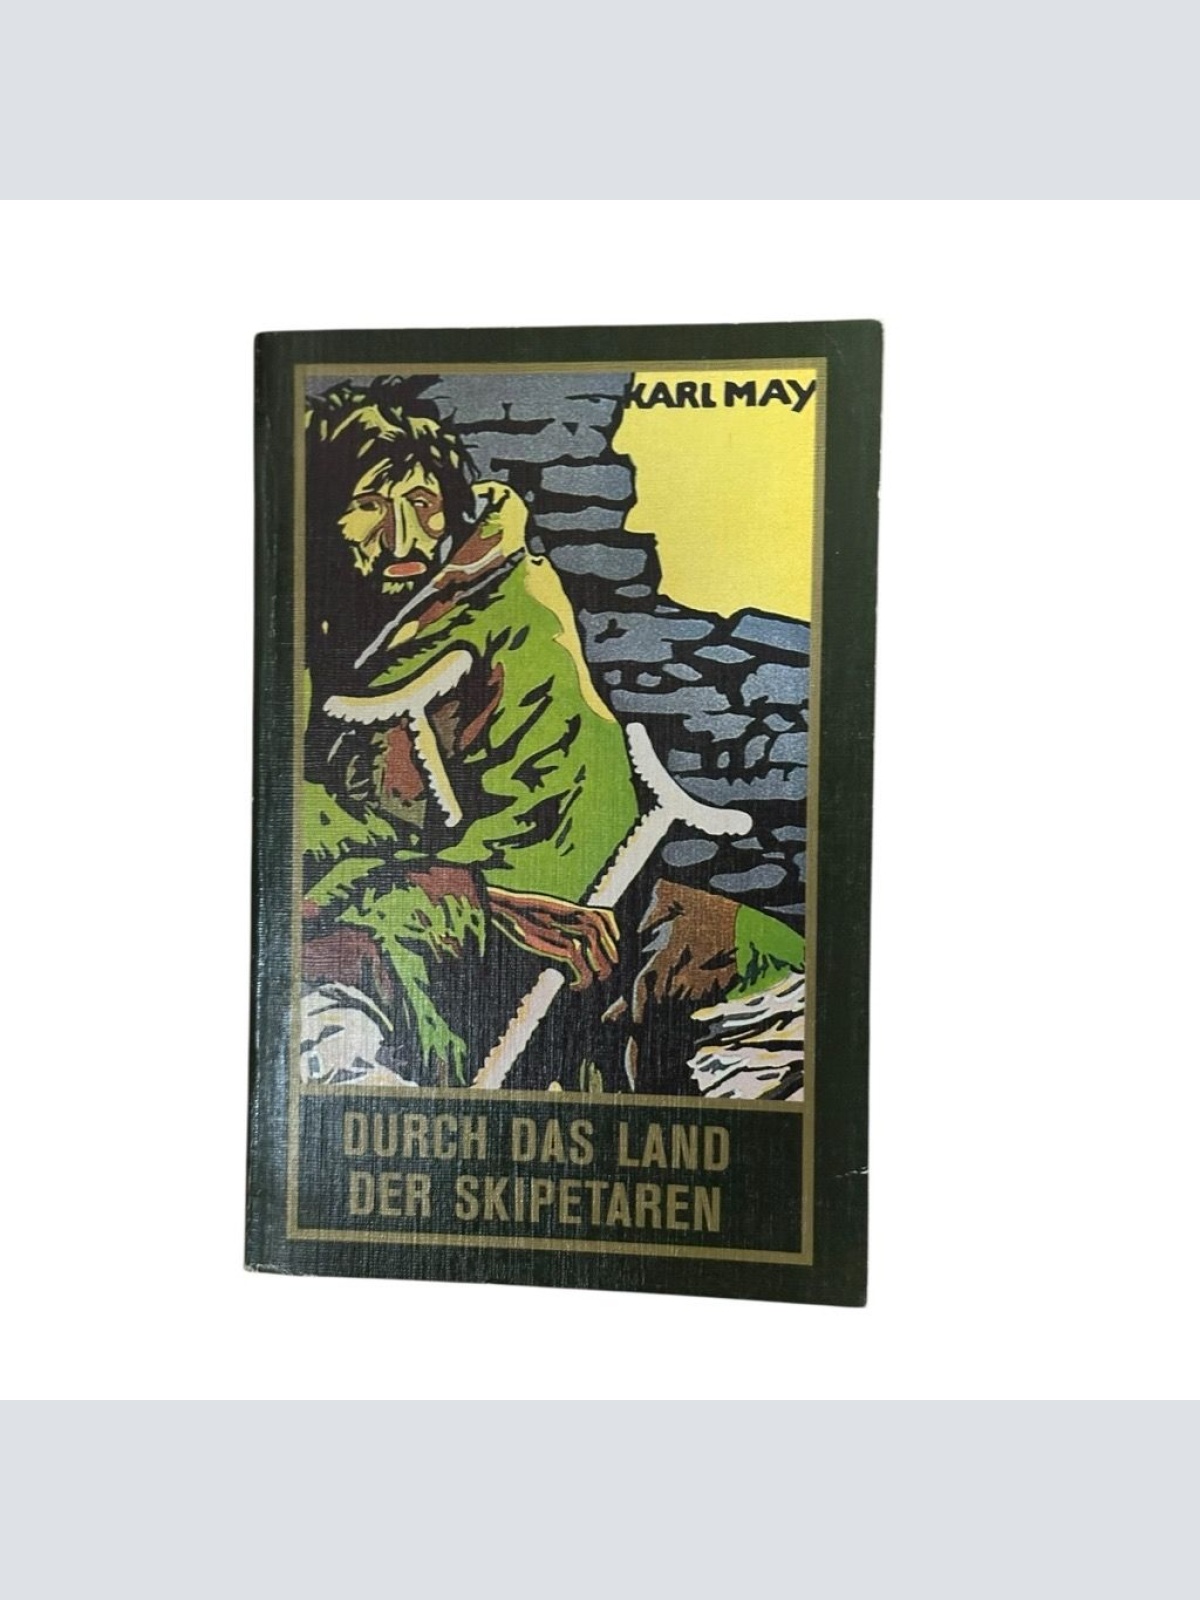 KARL MAY
DURCH DAS LAND
DER SKIPETAREN